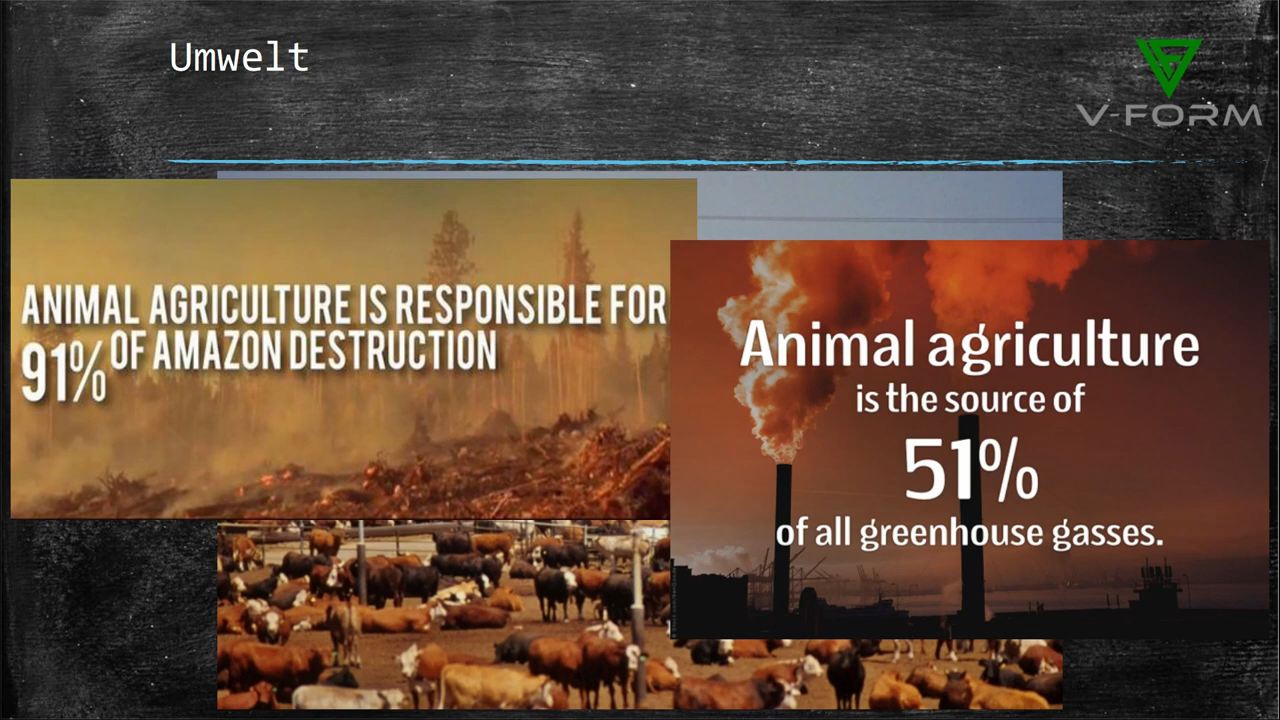 Umwelt
V-FORM
ANIMAL AGRICULTURE IS RESPONSIBLE FOR
91% OF AMAZON DESTRUCTION
Animal agriculture
is the source of
51%
of all greenhouse gasses.